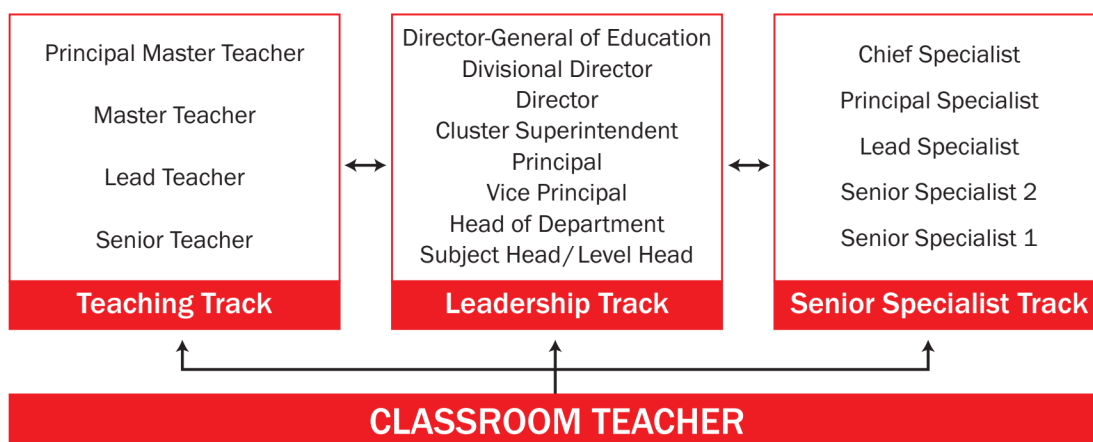 Principal Master Teacher
Master Teacher
Lead Teacher
Senior Teacher
Teaching Track
Director-General of Education
Divisional Director
Director
Cluster Superintendent
Principal
Vice Principal
Head of Department
Subject Head/Level Head
Leadership Track
Chief Specialist
Principal Specialist
Lead Specialist
Senior Specialist 2
Senior Specialist 1
Senior Specialist Track
CLASSROOM TEACHER